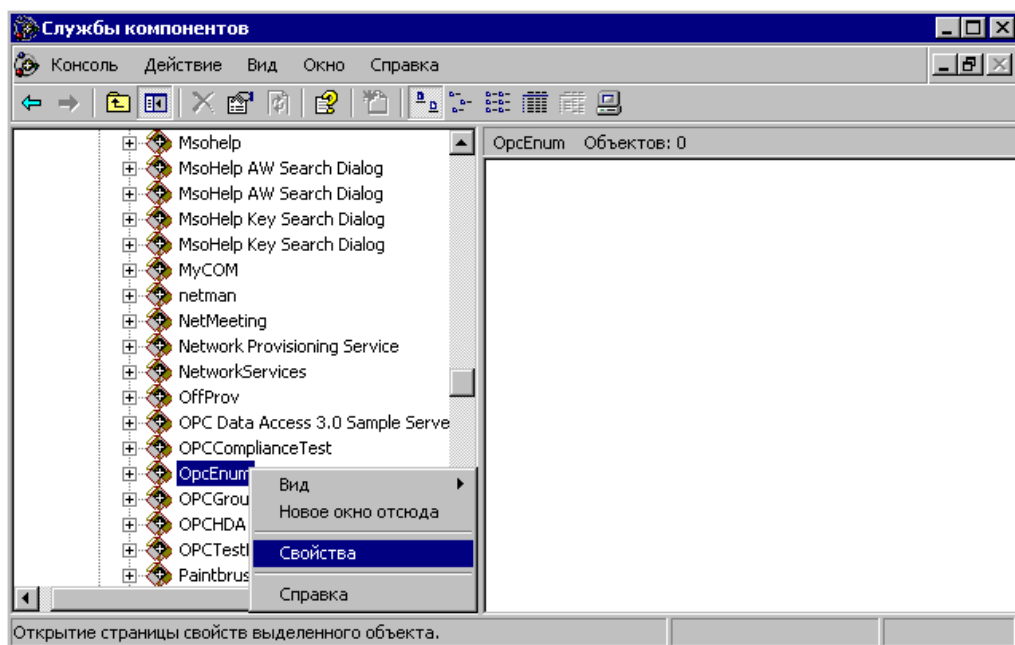 Службы компонентов
Консоль Действие Вид Окно Справка
OpcEnum Объектов: 0
Msohelp
MsoHelp AW Search Dialog
MsoHelp AW Search Dialog
MsoHelp Key Search Dialog
MsoHelp Key Search Dialog
MyCOM
netman
NetMeeting
Network Provisioning Service
NetworkServices
OffProv
OPC Data Access 3.0 Sample Serve
OPCComplianceTest
OpcEnum
OPCGrou
OPCHDA
OPCTest
Paintbrus
Вид
Новое окно отсюда
Свойства
Справка
Открытие страницы свойств выделенного объекта.